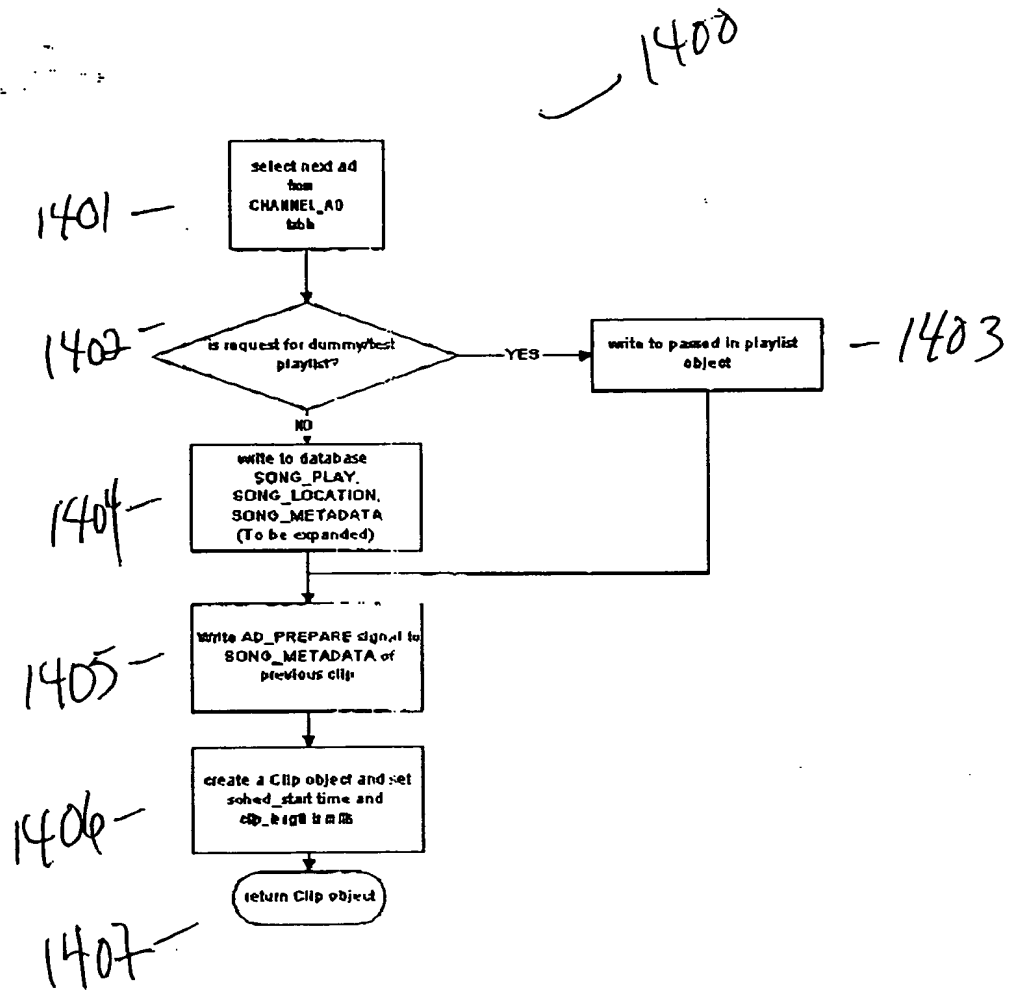 1400
select next ad
from
CHANNEL_AD
table
1401
1402
is request for dummy/test
playlist?
YES
write to passed in playlist
object
1403
NO
write to database
SONG_PLAY,
SONG_LOCATION,
SONG_METADATA
(To be expanded)
1404
Write AD_PREPARE signal to
SONG_METADATA of
previous clip
1405
create a Clip object and set
sched_start time and
clip_length
1406
return Clip object
1407